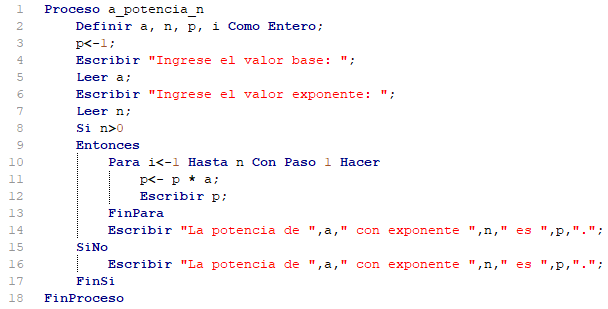 1 Proceso a_potencia_n
2 Definir a, n, p, i Como Entero;
3 p<-1;
4 Escribir "Ingrese el valor base: ";
5 Leer a;
6 Escribir "Ingrese el valor exponente: ";
7 Leer n;
8 Si n>0
9 Entonces
10 Para i<-1 Hasta n Con Paso 1 Hacer
11 p<- p * a;
12 Escribir p;
13 FinPara
14 Escribir "La potencia de ",a," con exponente ",n," es ",p,".";
15 SiNo
16 Escribir "La potencia de ",a," con exponente ",n," es ",p,".";
17 FinSi
18 FinProceso